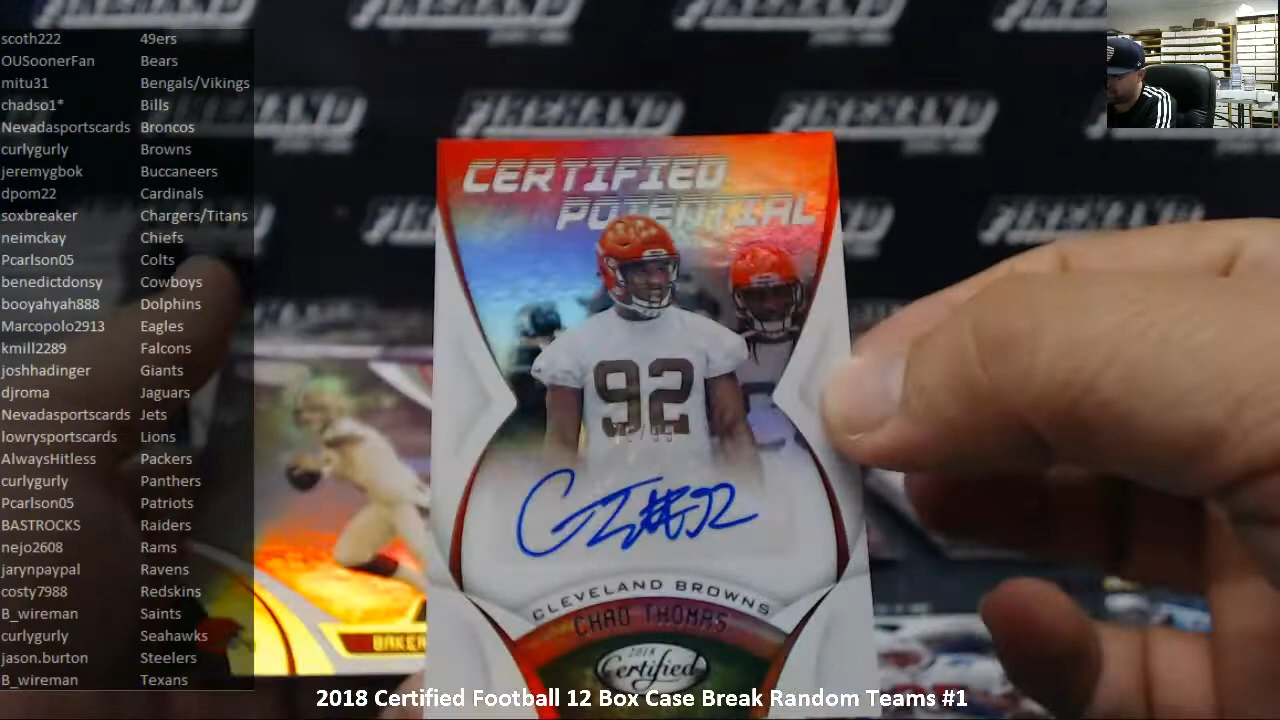 scoth222 49ers
OUSoonerFan Bears
mitu31 Bengals/Vikings
chadso1* Bills
Nevadasportscards Broncos
curlygurly Browns
jeremygbok Buccaneers
dpom22 Cardinals
soxbreaker Chargers/Titans
neimckay Chiefs
Pcarlson05 Colts
benedictdonsy Cowboys
booyahyah888 Dolphins
Marcopolo2913 Eagles
kmill2289 Falcons
joshhadinger Giants
djroma Jaguars
Nevadasportscards Jets
lowrysportscards Lions
AlwaysHitless Packers
curlygurly Panthers
Pcarlson05 Patriots
BASTROCKS Raiders
nejo2608 Rams
jarynpaypal Ravens
costy7988 Redskins
B_wireman Saints
curlygurly Seahawks
jason.burton Steelers
B_wireman Texans
CERTIFIED
POTENTIAL
92
#92
CLEVELAND BROWNS
CHAD THOMAS
2018
Certified
BAKER
2018 Certified Football 12 Box Case Break Random Teams #1